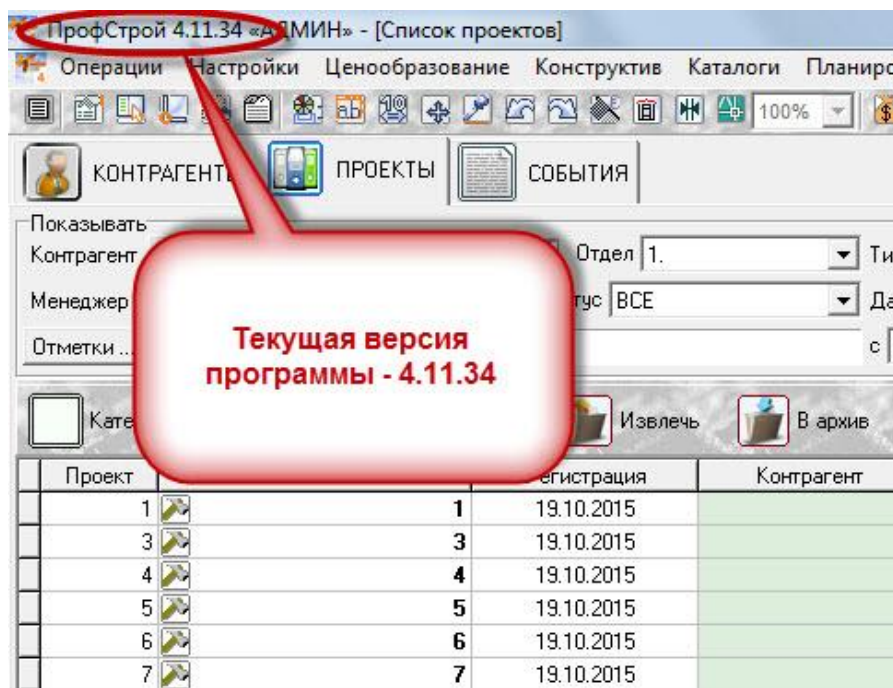 ПрофСтрой 4.11.34 «АДМИН» - [Список проектов]
Операции Настройки Ценообразование Конструктив Каталоги
100%
ПРОЕКТЫ СОБЫТИЯ
Показывать
Контрагент Отдел 1.
Менеджер ВСЕ
Отметки ... с
Текущая версия
программы - 4.11.34
Извлечь В архив
Проект Контрагент
1 1 19.10.2015
3 3 19.10.2015
4 4 19.10.2015
5 5 19.10.2015
6 6 19.10.2015
7 7 19.10.2015